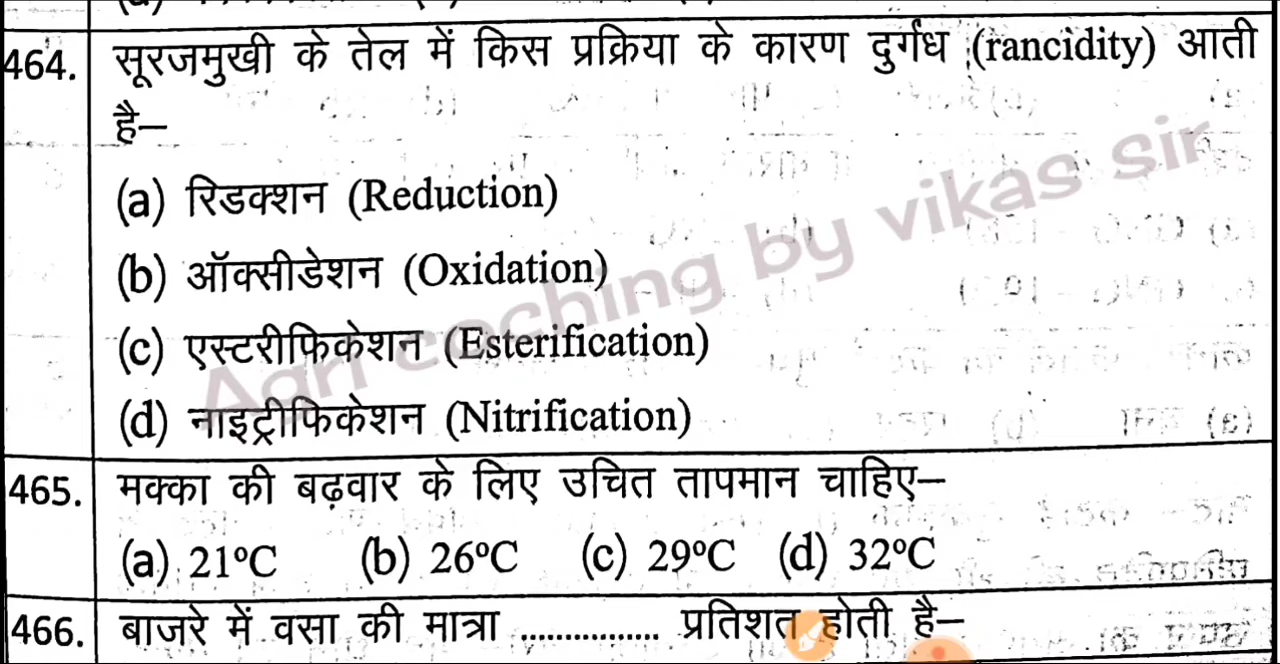 464. सूरजमुखी के तेल में किस प्रक्रिया के कारण दुर्गंध (rancidity) आती
है–
(a) रिडक्शन (Reduction)
(b) ऑक्सीडेशन (Oxidation)
(c) एस्टरीफिकेशन (Esterification)
(d) नाइट्रीफिकेशन (Nitrification)
Agri coching by vikas sir
465. मक्का की बढ़वार के लिए उचित तापमान चाहिए–
(a) 21°C (b) 26°C (c) 29°C (d) 32°C
466. बाजरे में वसा की मात्रा ................ प्रतिशत होती है–